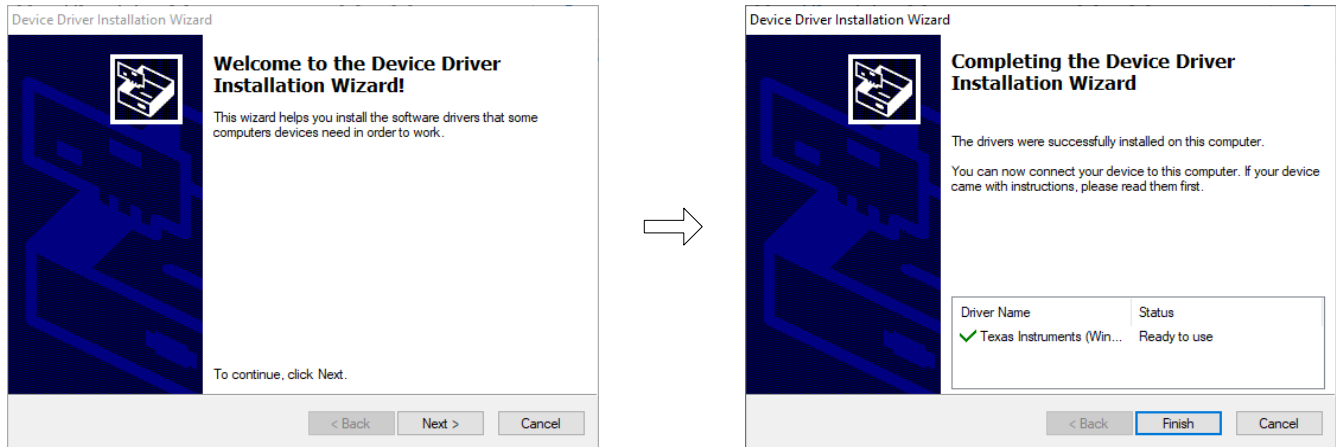 Device Driver Installation Wizard
Welcome to the Device Driver
Installation Wizard!
This wizard helps you install the software drivers that some
computers devices need in order to work.
To continue, click Next.
< Back
Next >
Cancel
Device Driver Installation Wizard
Completing the Device Driver
Installation Wizard
The drivers were successfully installed on this computer.
You can now connect your device to this computer. If your device
came with instructions, please read them first.
Driver Name Status
Texas Instruments (Win... Ready to use
< Back
Finish
Cancel